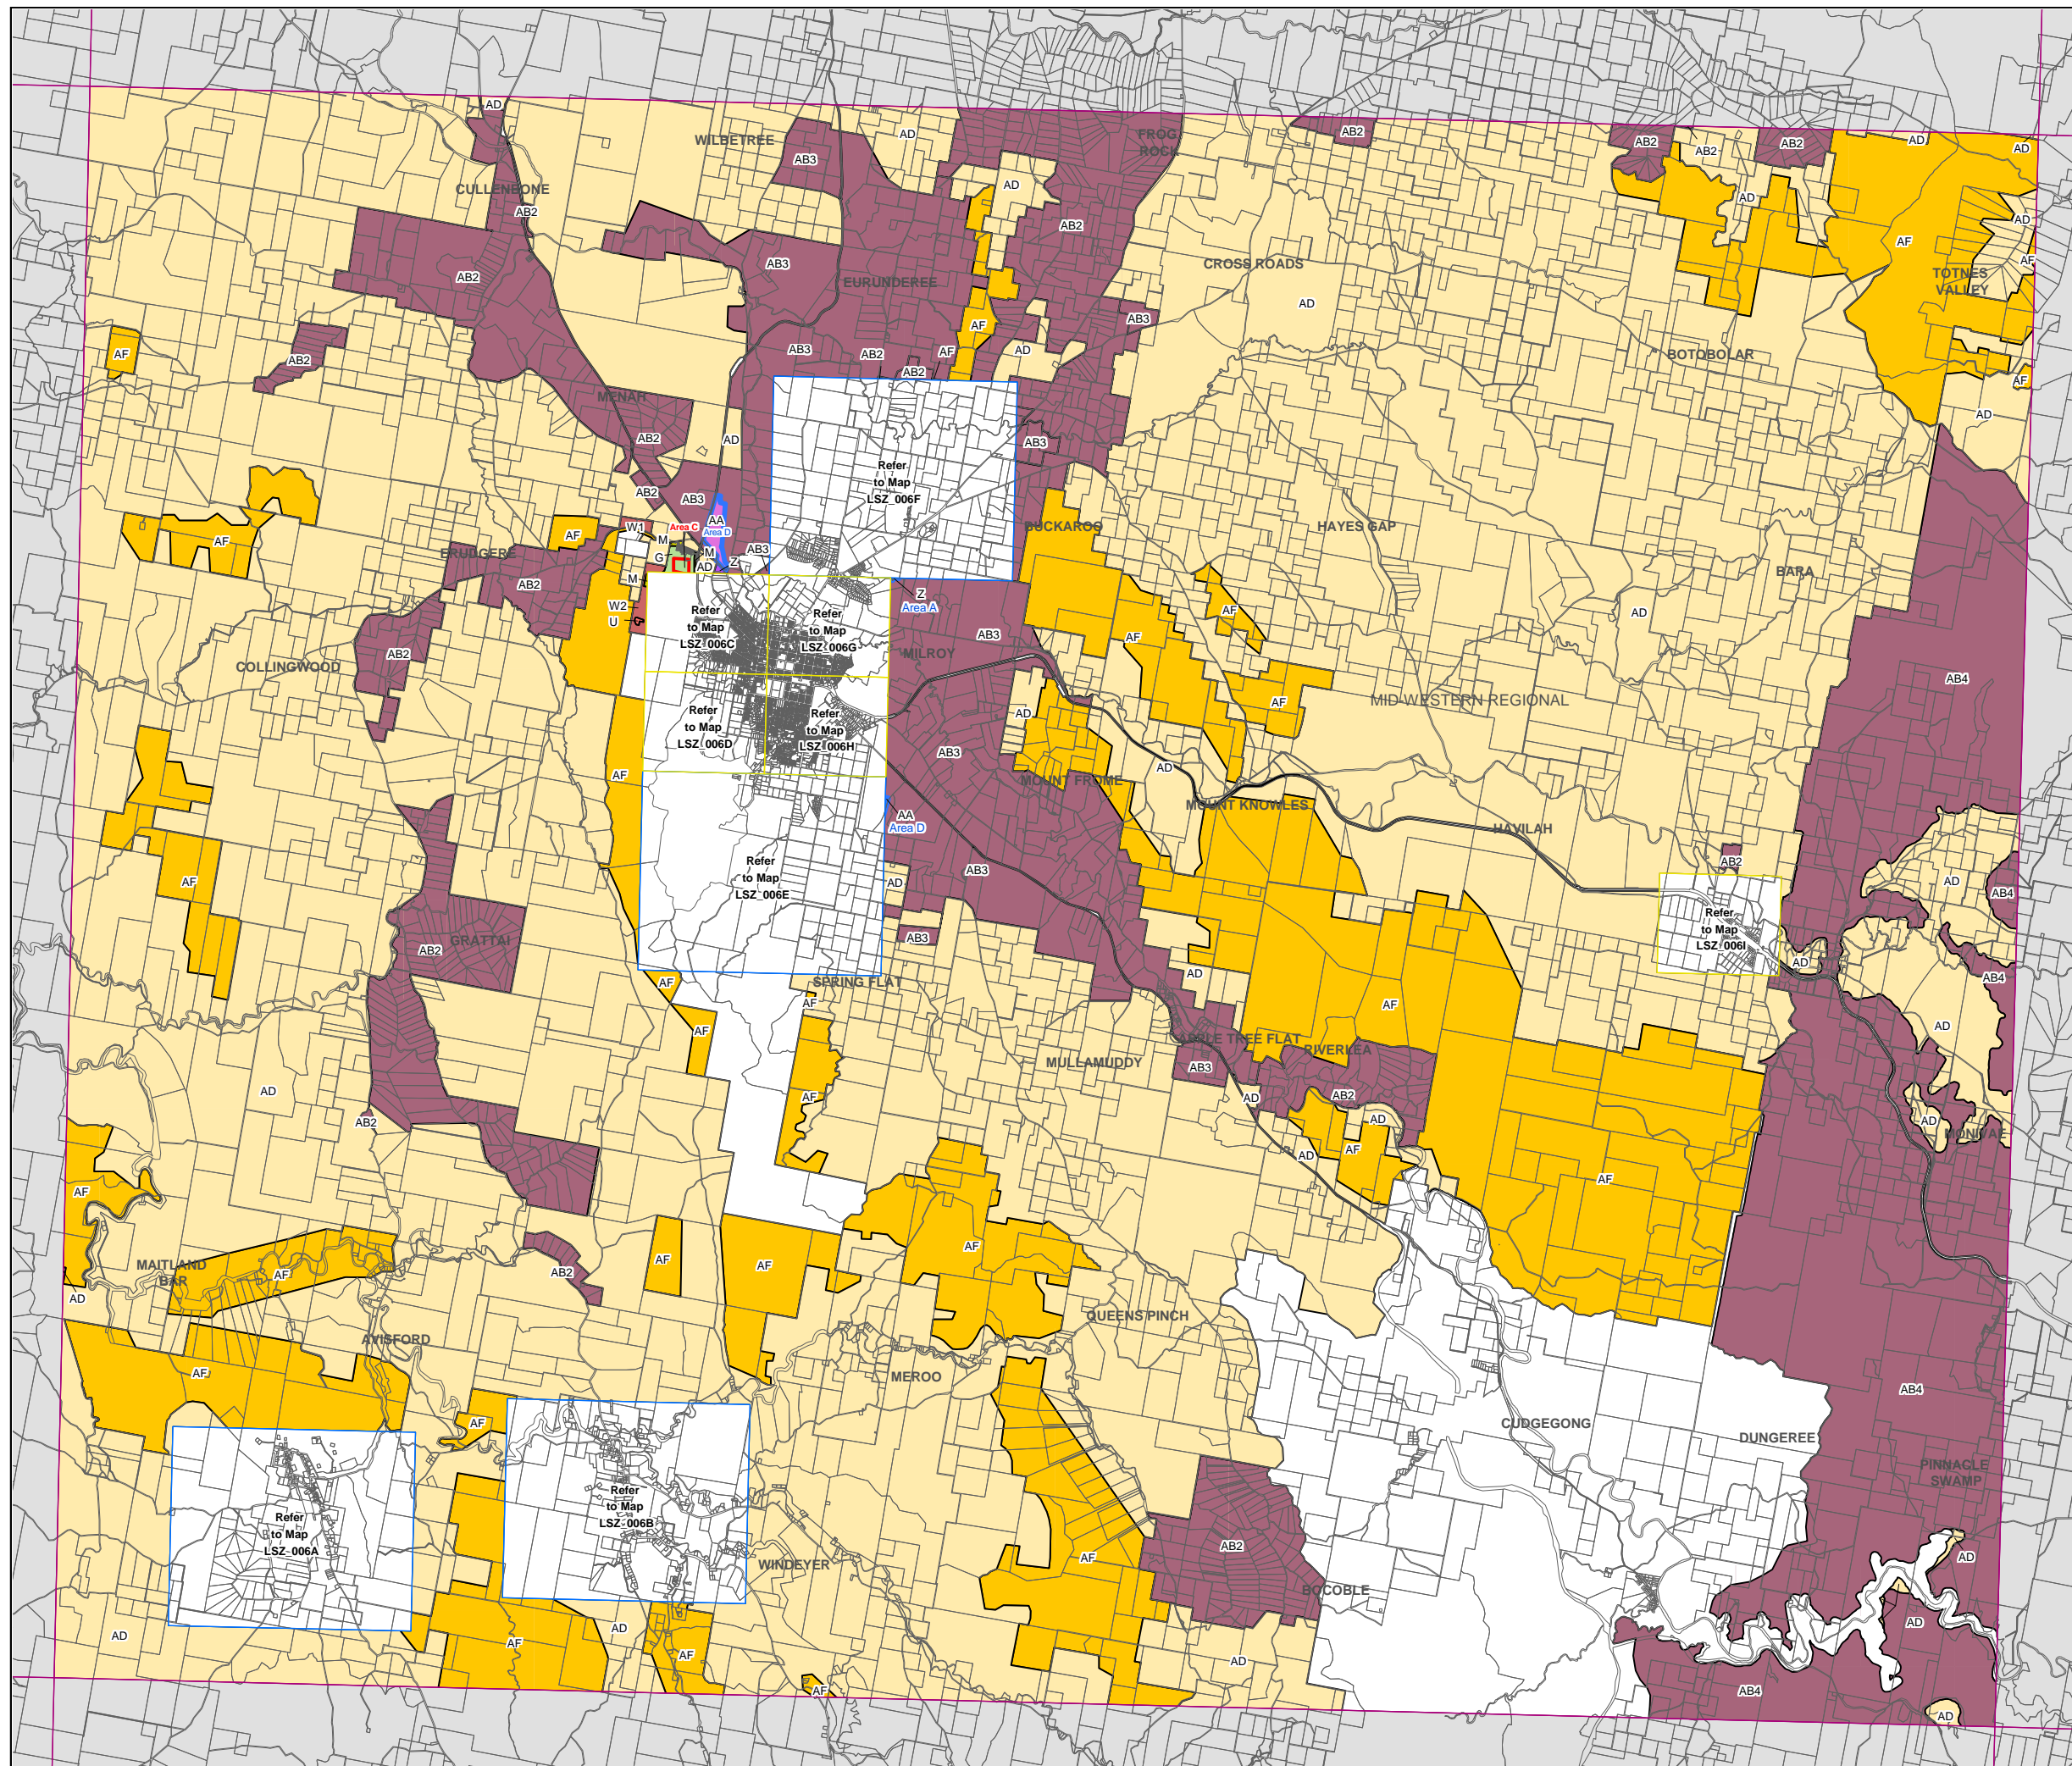 AD
WILBETREE
AB3
AD
FROG
ROCK
AB2
AB2
AB2
AB2
AD
AD
CULLENBONE
AB2
AD
AD
AB2
AD
AB2
AB3
EURUNDEREE
CROSS ROADS
AD
AF
AF
TOTNES
VALLEY
AB3
AF
AF
AB2
AB3
AB2
AF
AB2
AD
BOTOBOLAR
AF
AD
MENAH
AB2
AD
AB3
Refer
to Map
LSZ_006F
AB2
AB3
AA
Area D
Area C
W1
M
G
M
AD
Z
AB3
AF
AF
ERUDGERE
AB2
BUCKAROO
HAYES GAP
BARA
M
W2
U
Z
Area A
AF
AF
AD
Refer
to Map
LSZ_006C
Refer
to Map
LSZ_006G
AB3
MILROY
COLLINGWOOD
AB2
AB4
MID-WESTERN REGIONAL
Refer
to Map
LSZ_006D
Refer
to Map
LSZ_006H
AD
AF
AB3
AF
AD
MOUNT FROME
MOUNT KNOWLES
HAVILAH
AA
Area D
AB2
AF
Refer
to Map
LSZ_006E
AD
AB3
AD
AB4
GRATTAI
AB2
AB3
Refer
to Map
LSZ_006I
AD
AF
SPRING FLAT
AD
AB4
AF
AF
AF
AD
APPLE TREE FLAT
RIVERLEA
MULLAMUDDY
AB3
AD
AB2
AF
AD
AB2
AD
AD
AF
AD
AD
MONIVAE
AF
AF
MAITLAND
BAR
AF
AB2
AF
AF
AF
AD
QUEENS PINCH
AVISFORD
AF
MEROO
AB4
AF
CUDGEGONG
DUNGEREE
PINNACLE
SWAMP
Refer
to Map
LSZ_006A
Refer
to Map
LSZ_006B
WINDEYER
AF
AB2
BOCOBLE
AD
AD
AF
AD
AF
AF
AD
AD
AB4
AD